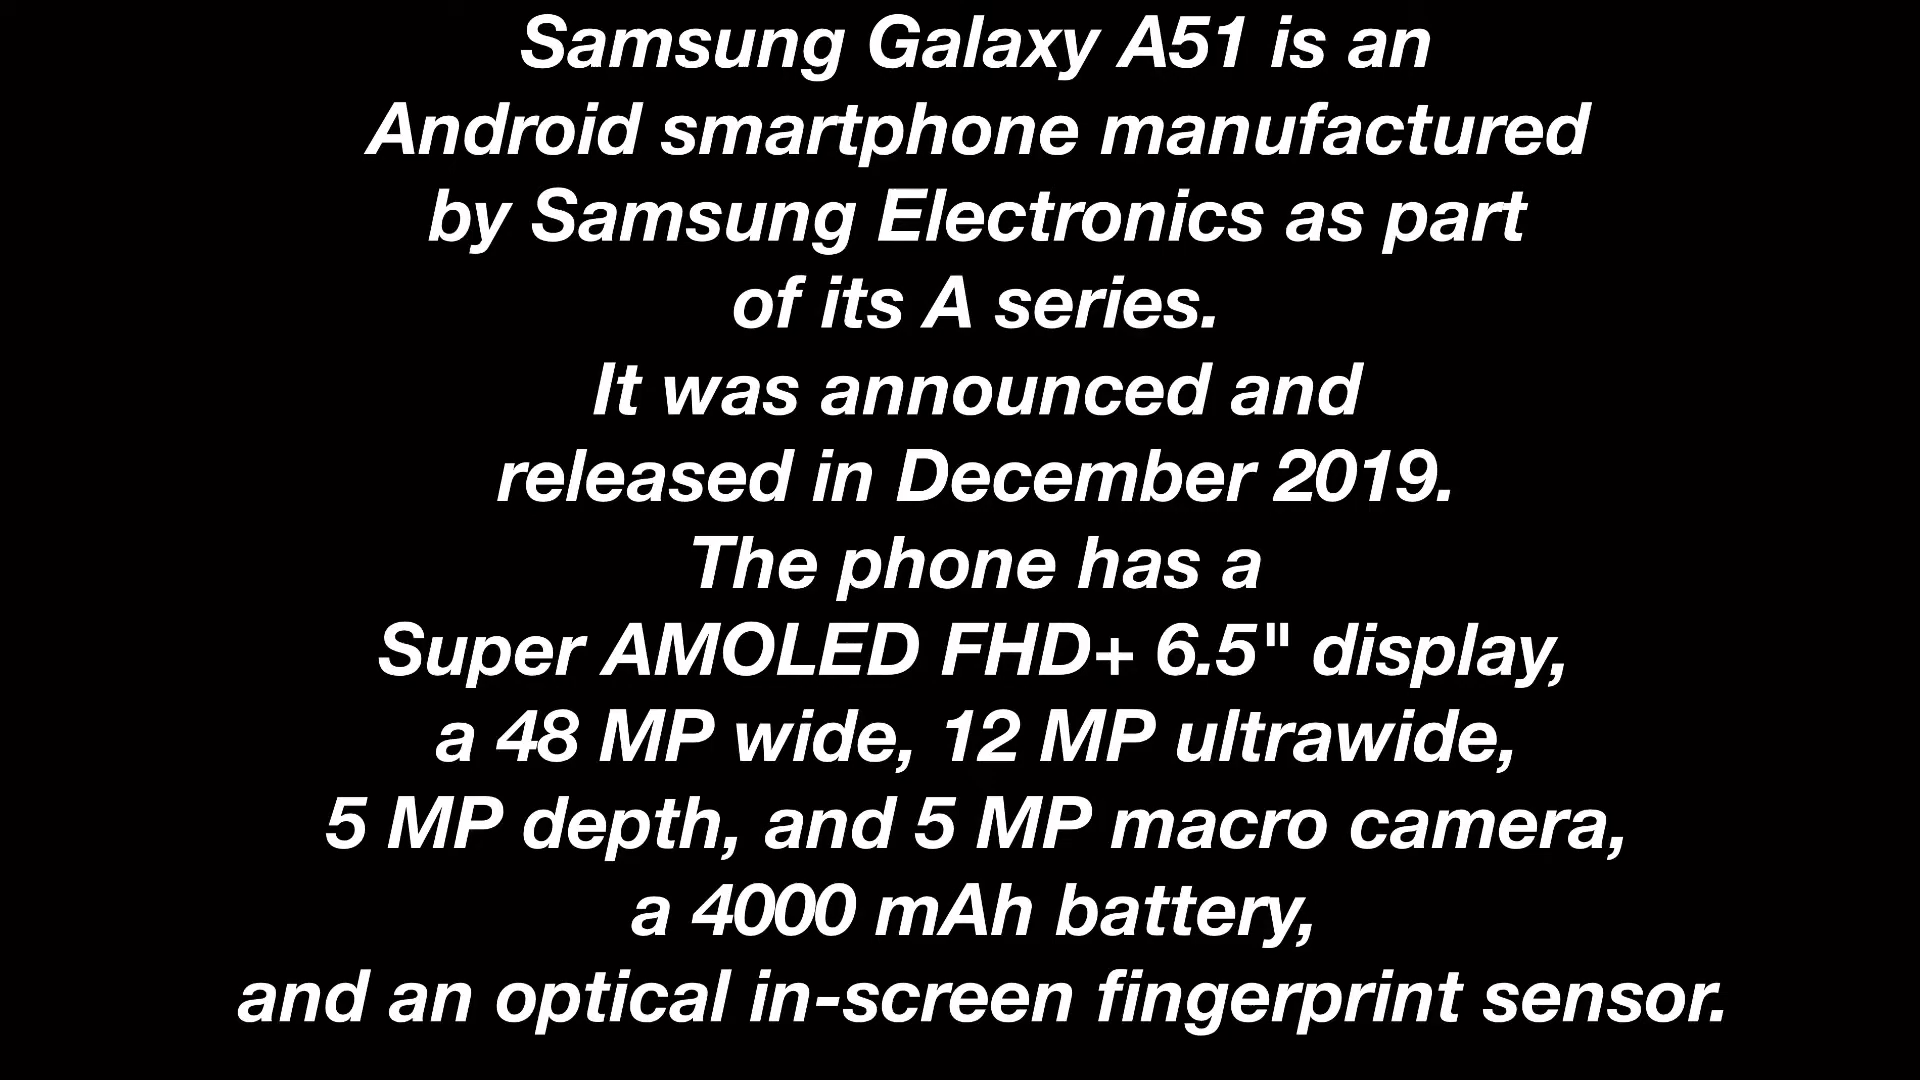 Samsung Galaxy A51 is an
Android smartphone manufactured
by Samsung Electronics as part
of its A series.
It was announced and
released in December 2019.
The phone has a
Super AMOLED FHD+ 6.5" display,
a 48 MP wide, 12 MP ultrawide,
5 MP depth, and 5 MP macro camera,
a 4000 mAh battery,
and an optical in-screen fingerprint sensor.